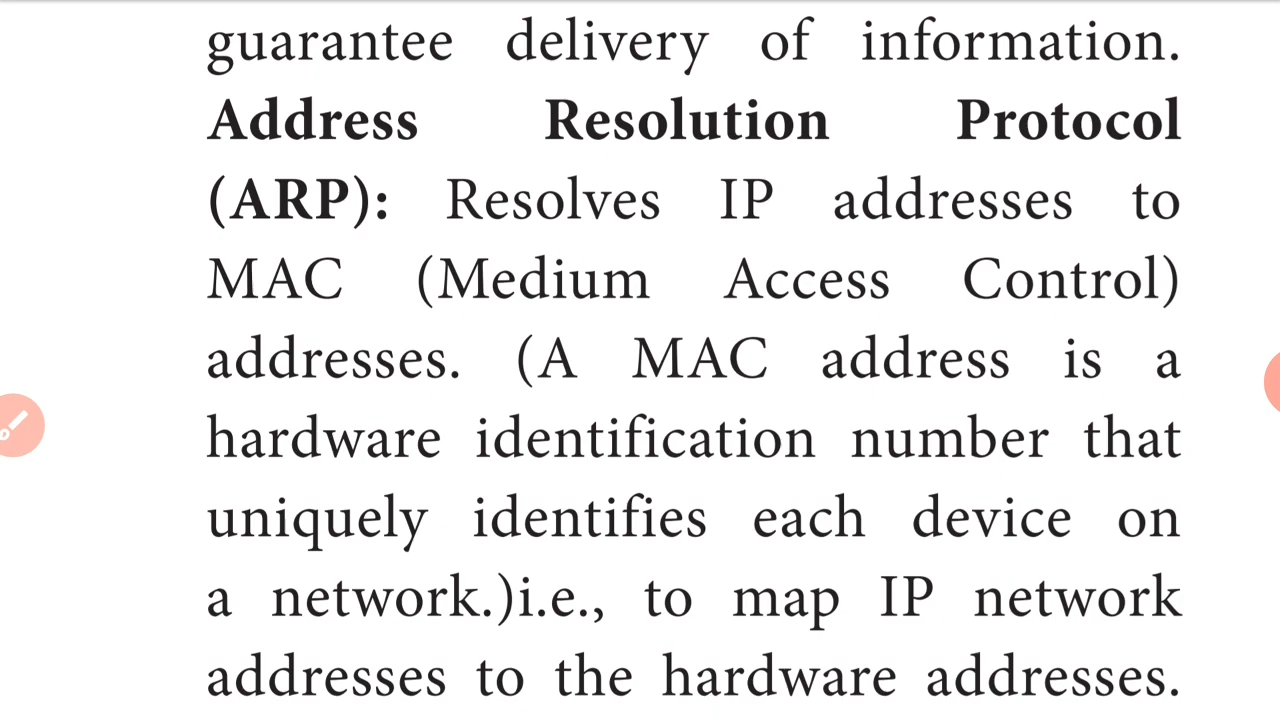 guarantee delivery of information.
Address Resolution Protocol
(ARP): Resolves IP addresses to
MAC (Medium Access Control)
addresses. (A MAC address is a
hardware identification number that
uniquely identifies each device on
a network.)i.e., to map IP network
addresses to the hardware addresses.